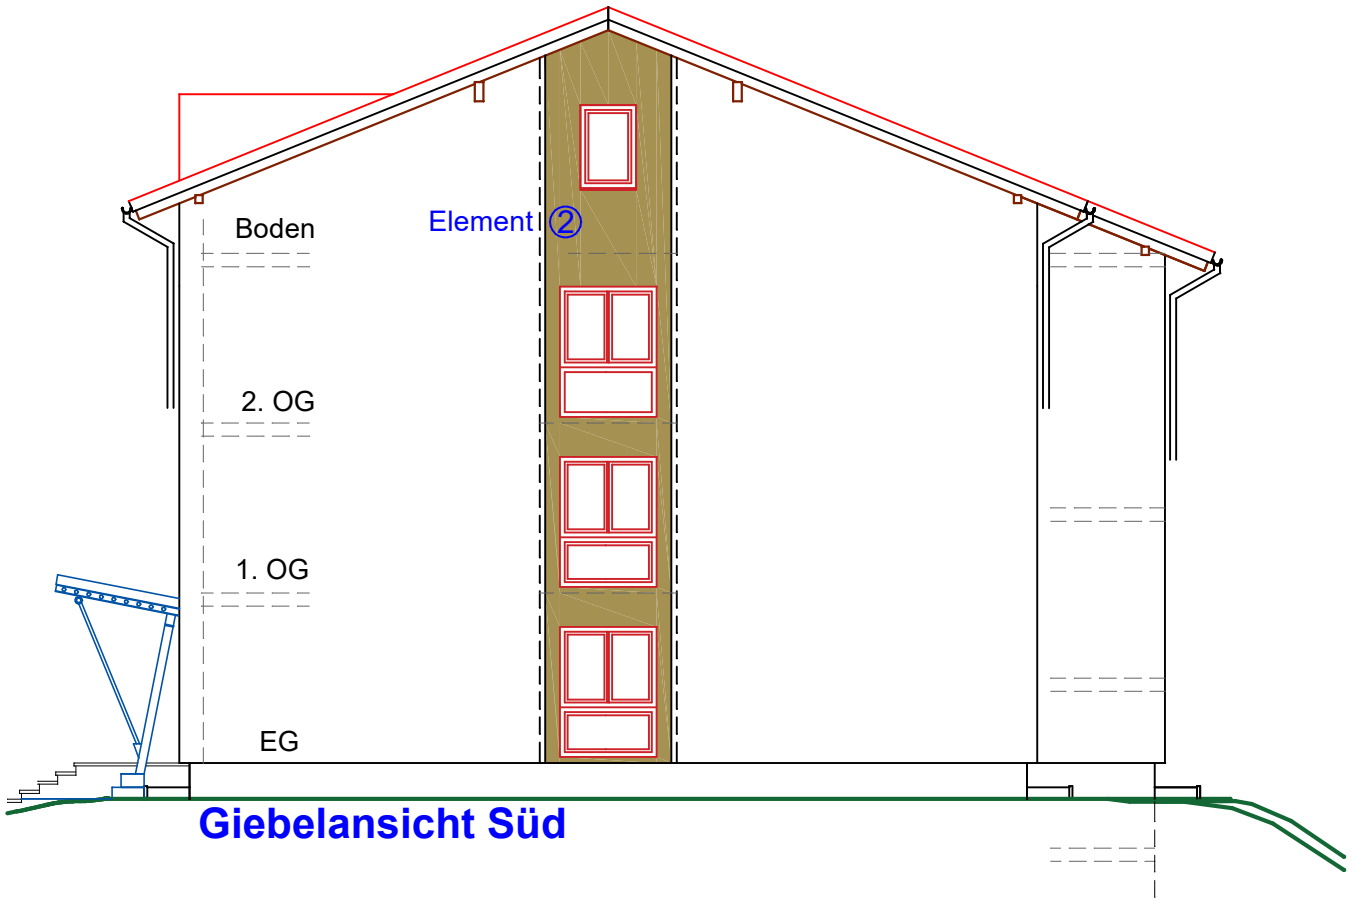 Boden
Element ②
2. OG
1. OG
EG
Giebelansicht Süd